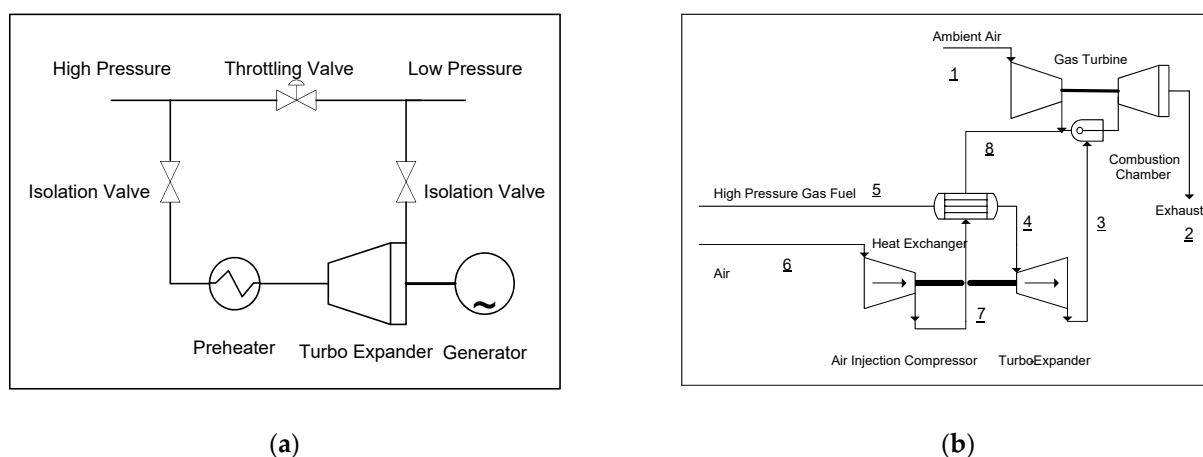 High Pressure
Throttling Valve
Low Pressure
Isolation Valve
Isolation Valve
~
Preheater
Turbo Expander
Generator
(a)
Ambient Air
1
Gas Turbine
8
Combustion
Chamber
High Pressure Gas Fuel
5
4
3
Exhaust
2
Heat Exchanger
6
Air
7
Air Injection Compressor
Turbo-Expander
(b)